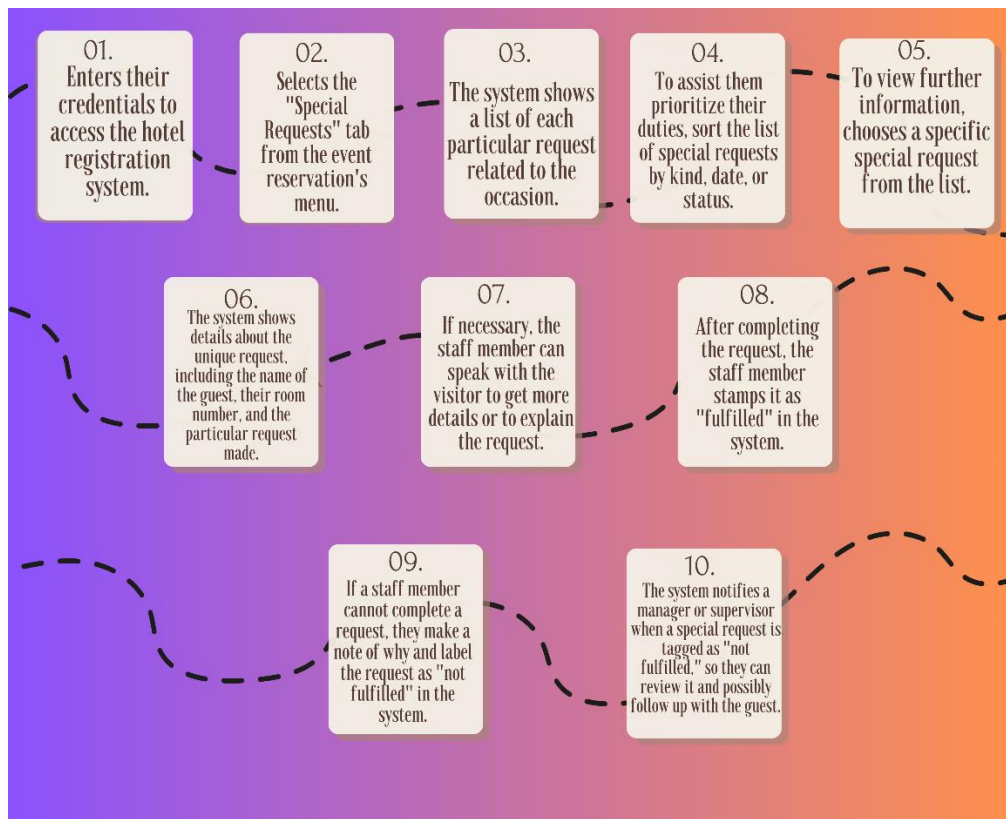 01.
Enters their
credentials to
access the hotel
registration
system.
02.
Selects the
"Special
Requests" tab
from the event
reservation's
menu.
03.
The system shows
a list of each
particular request
related to the
occasion.
04.
To assist them
prioritize their
duties, sort the list
of special requests
by kind, date, or
status.
05.
To view further
information,
chooses a specific
special request
from the list.
06.
The system shows
details about the
unique request,
including the name of
the guest, their room
number, and the
particular request
made.
07.
If necessary, the
staff member can
speak with the
visitor to get more
details or to explain
the request.
08.
After completing
the request, the
staff member
stamps it as
"fulfilled" in the
system.
09.
If a staff member
cannot complete a
request, they make a
note of why and label
the request as "not
fulfilled" in the
system.
10.
The system notifies a
manager or supervisor
when a special request is
tagged as "not
fulfilled," so they can
review it and possibly
follow up with the guest.